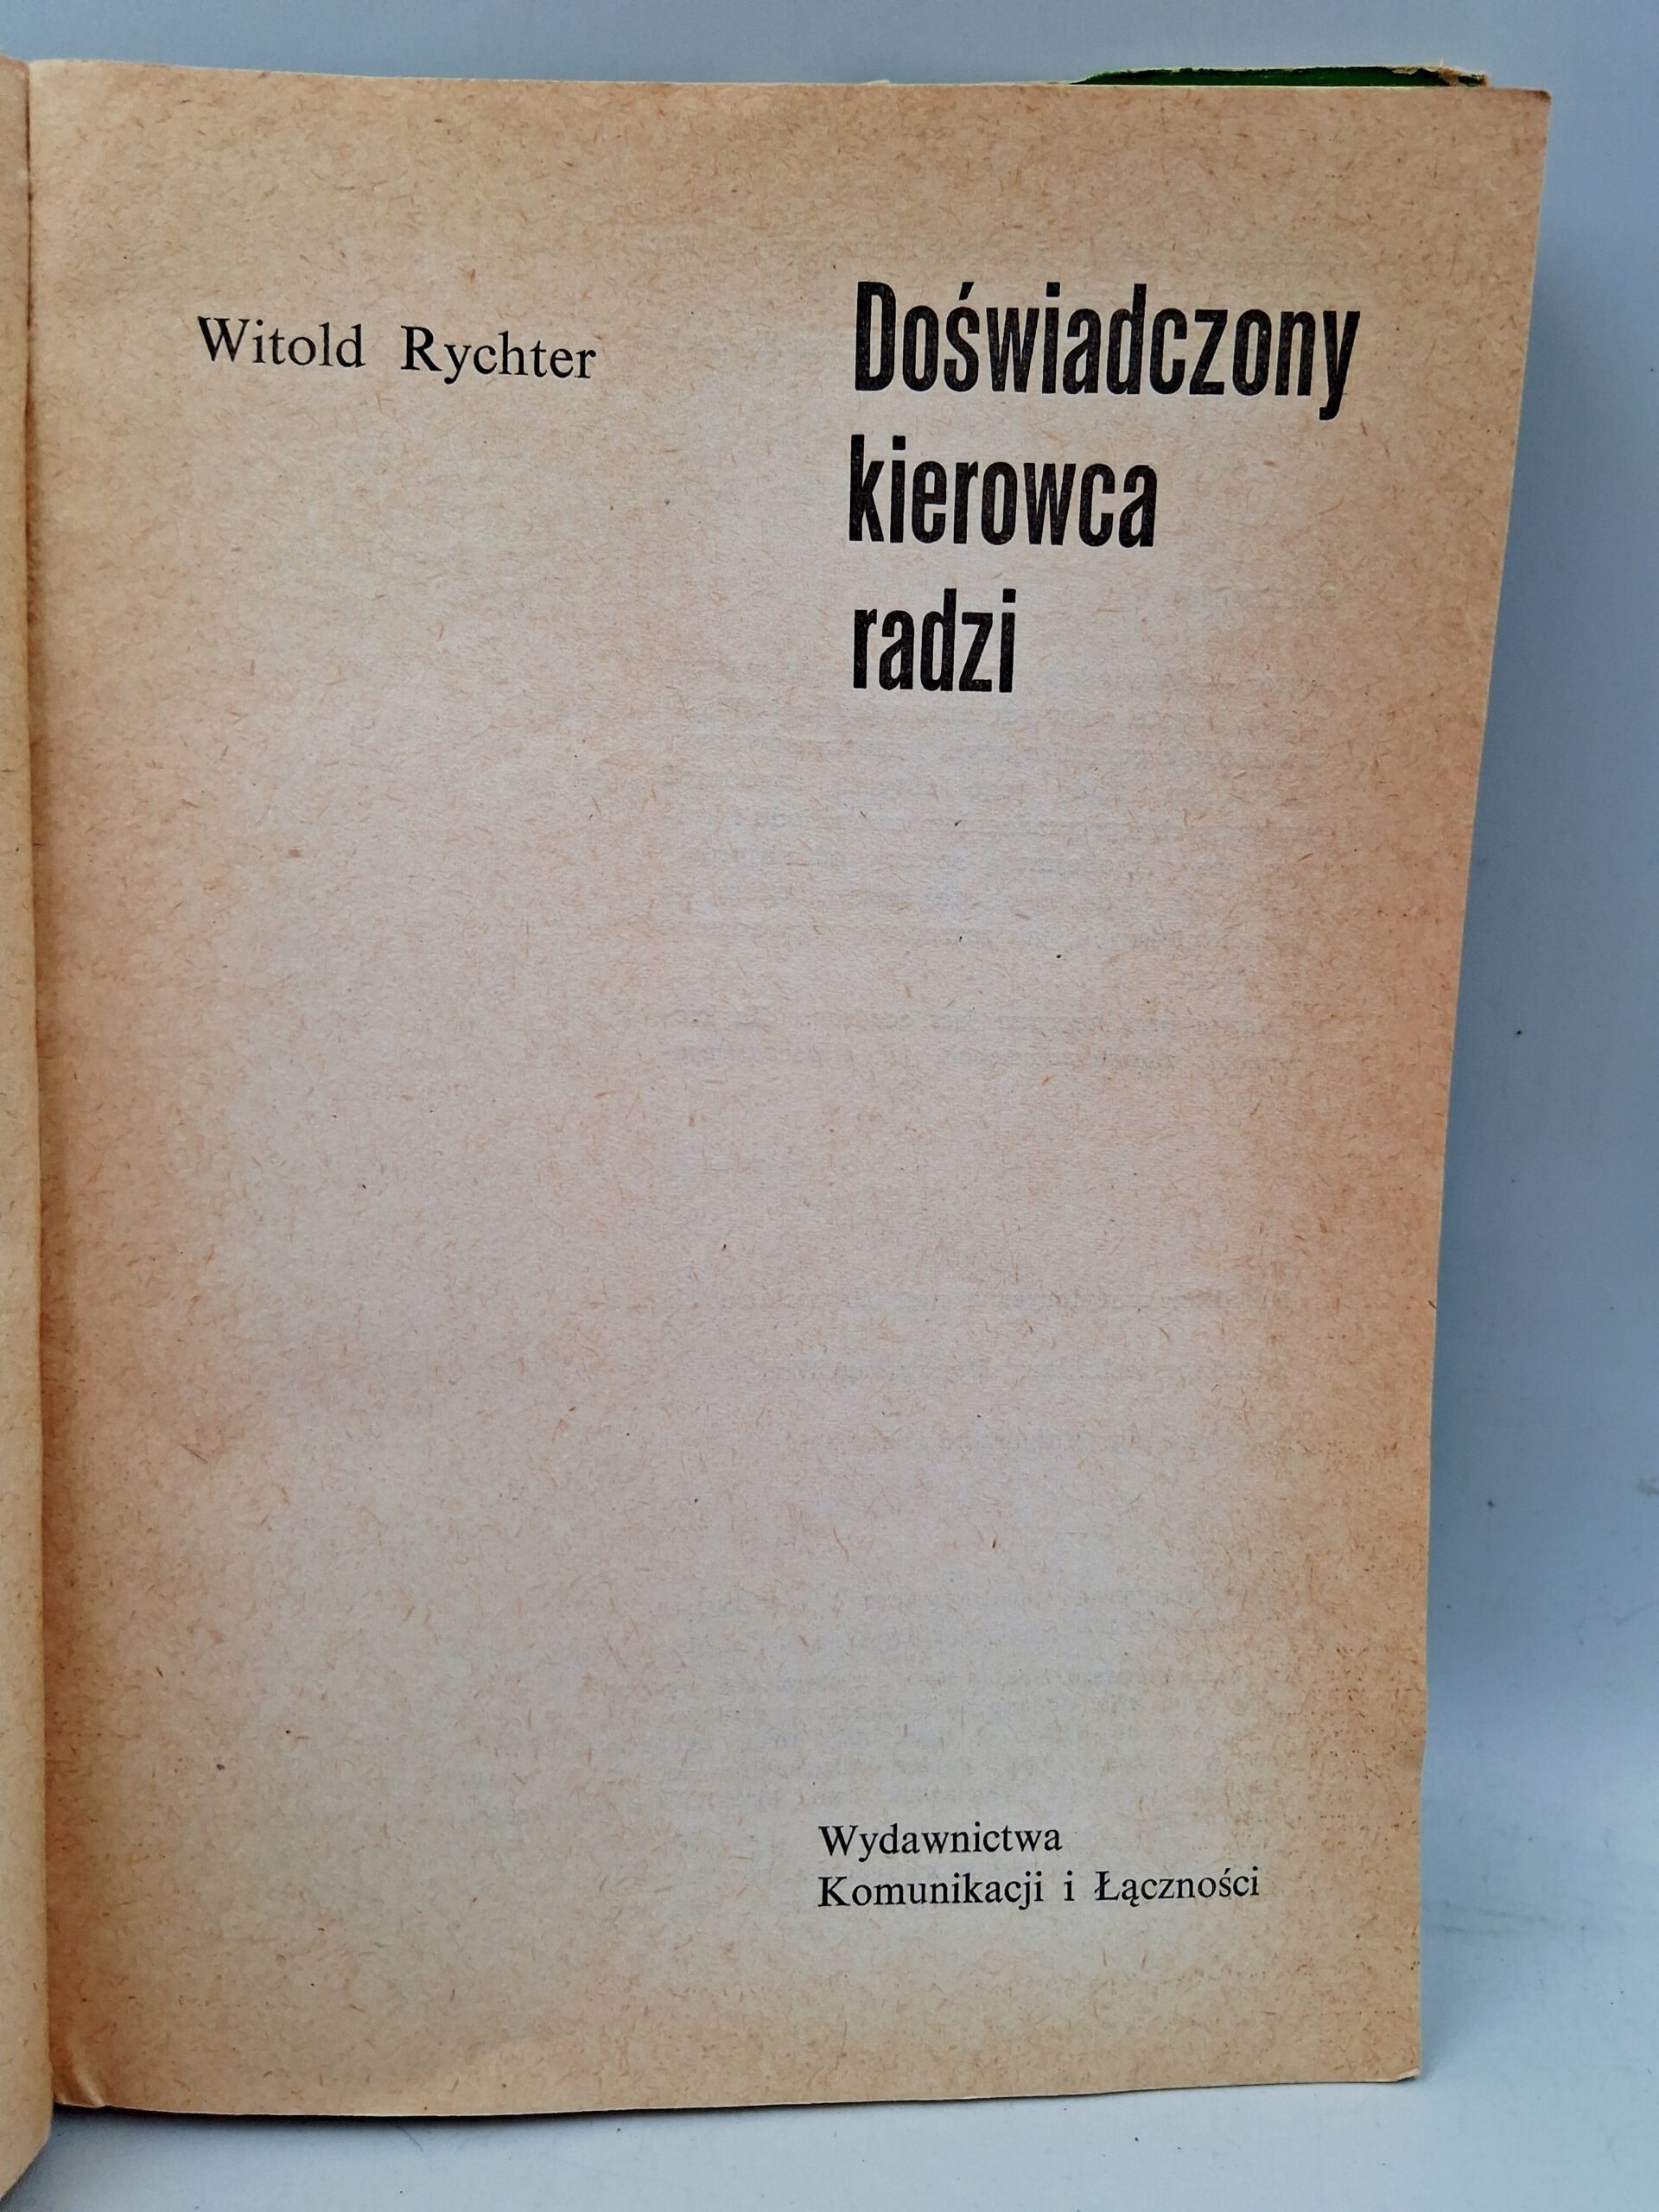 Witold Rychter
Doświadczony
kierowca
radzi
Wydawnictwa
Komunikacji i Łączności